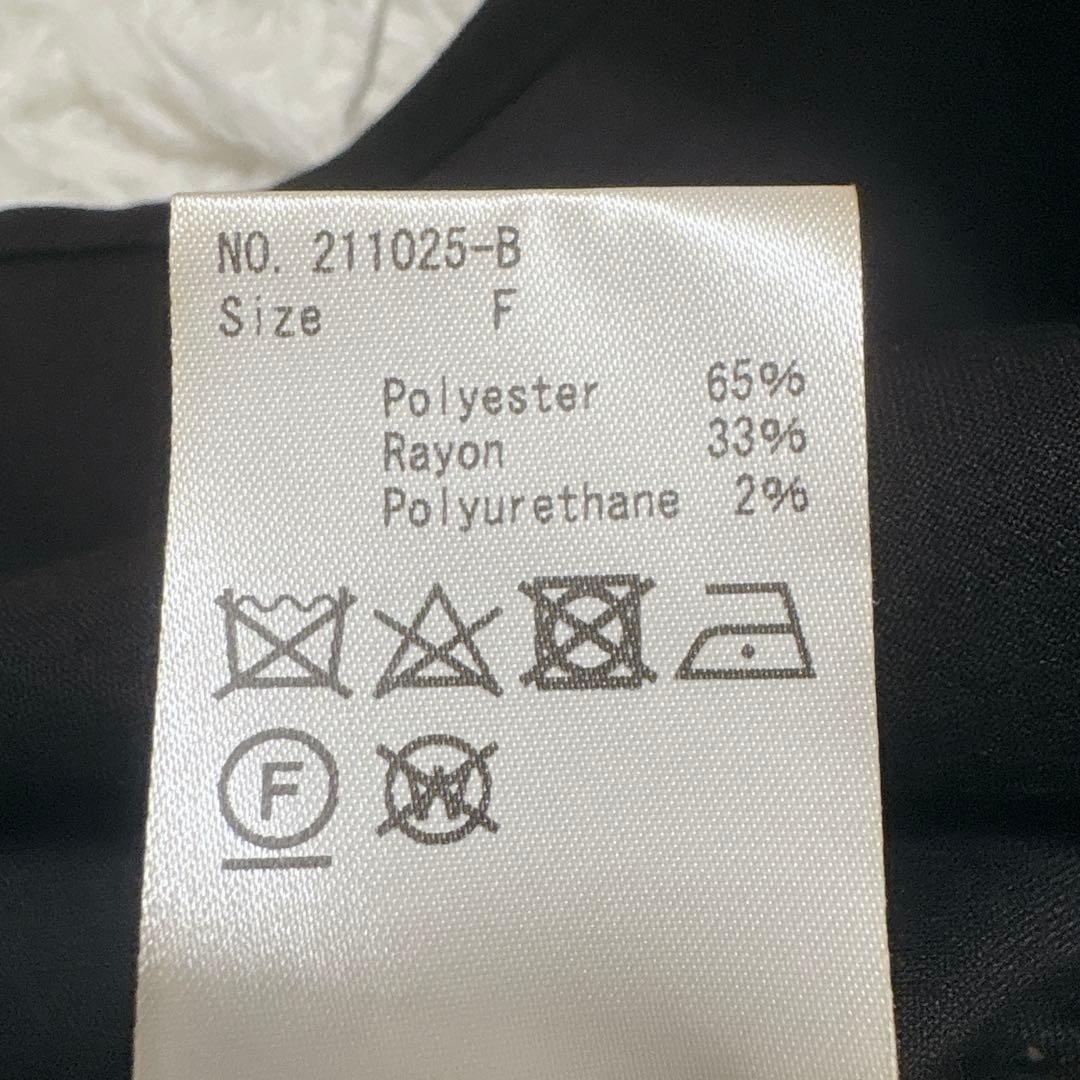 NO. 211025-B
Size F
Polyester 65%
Rayon 33%
Polyurethane 2%
F W